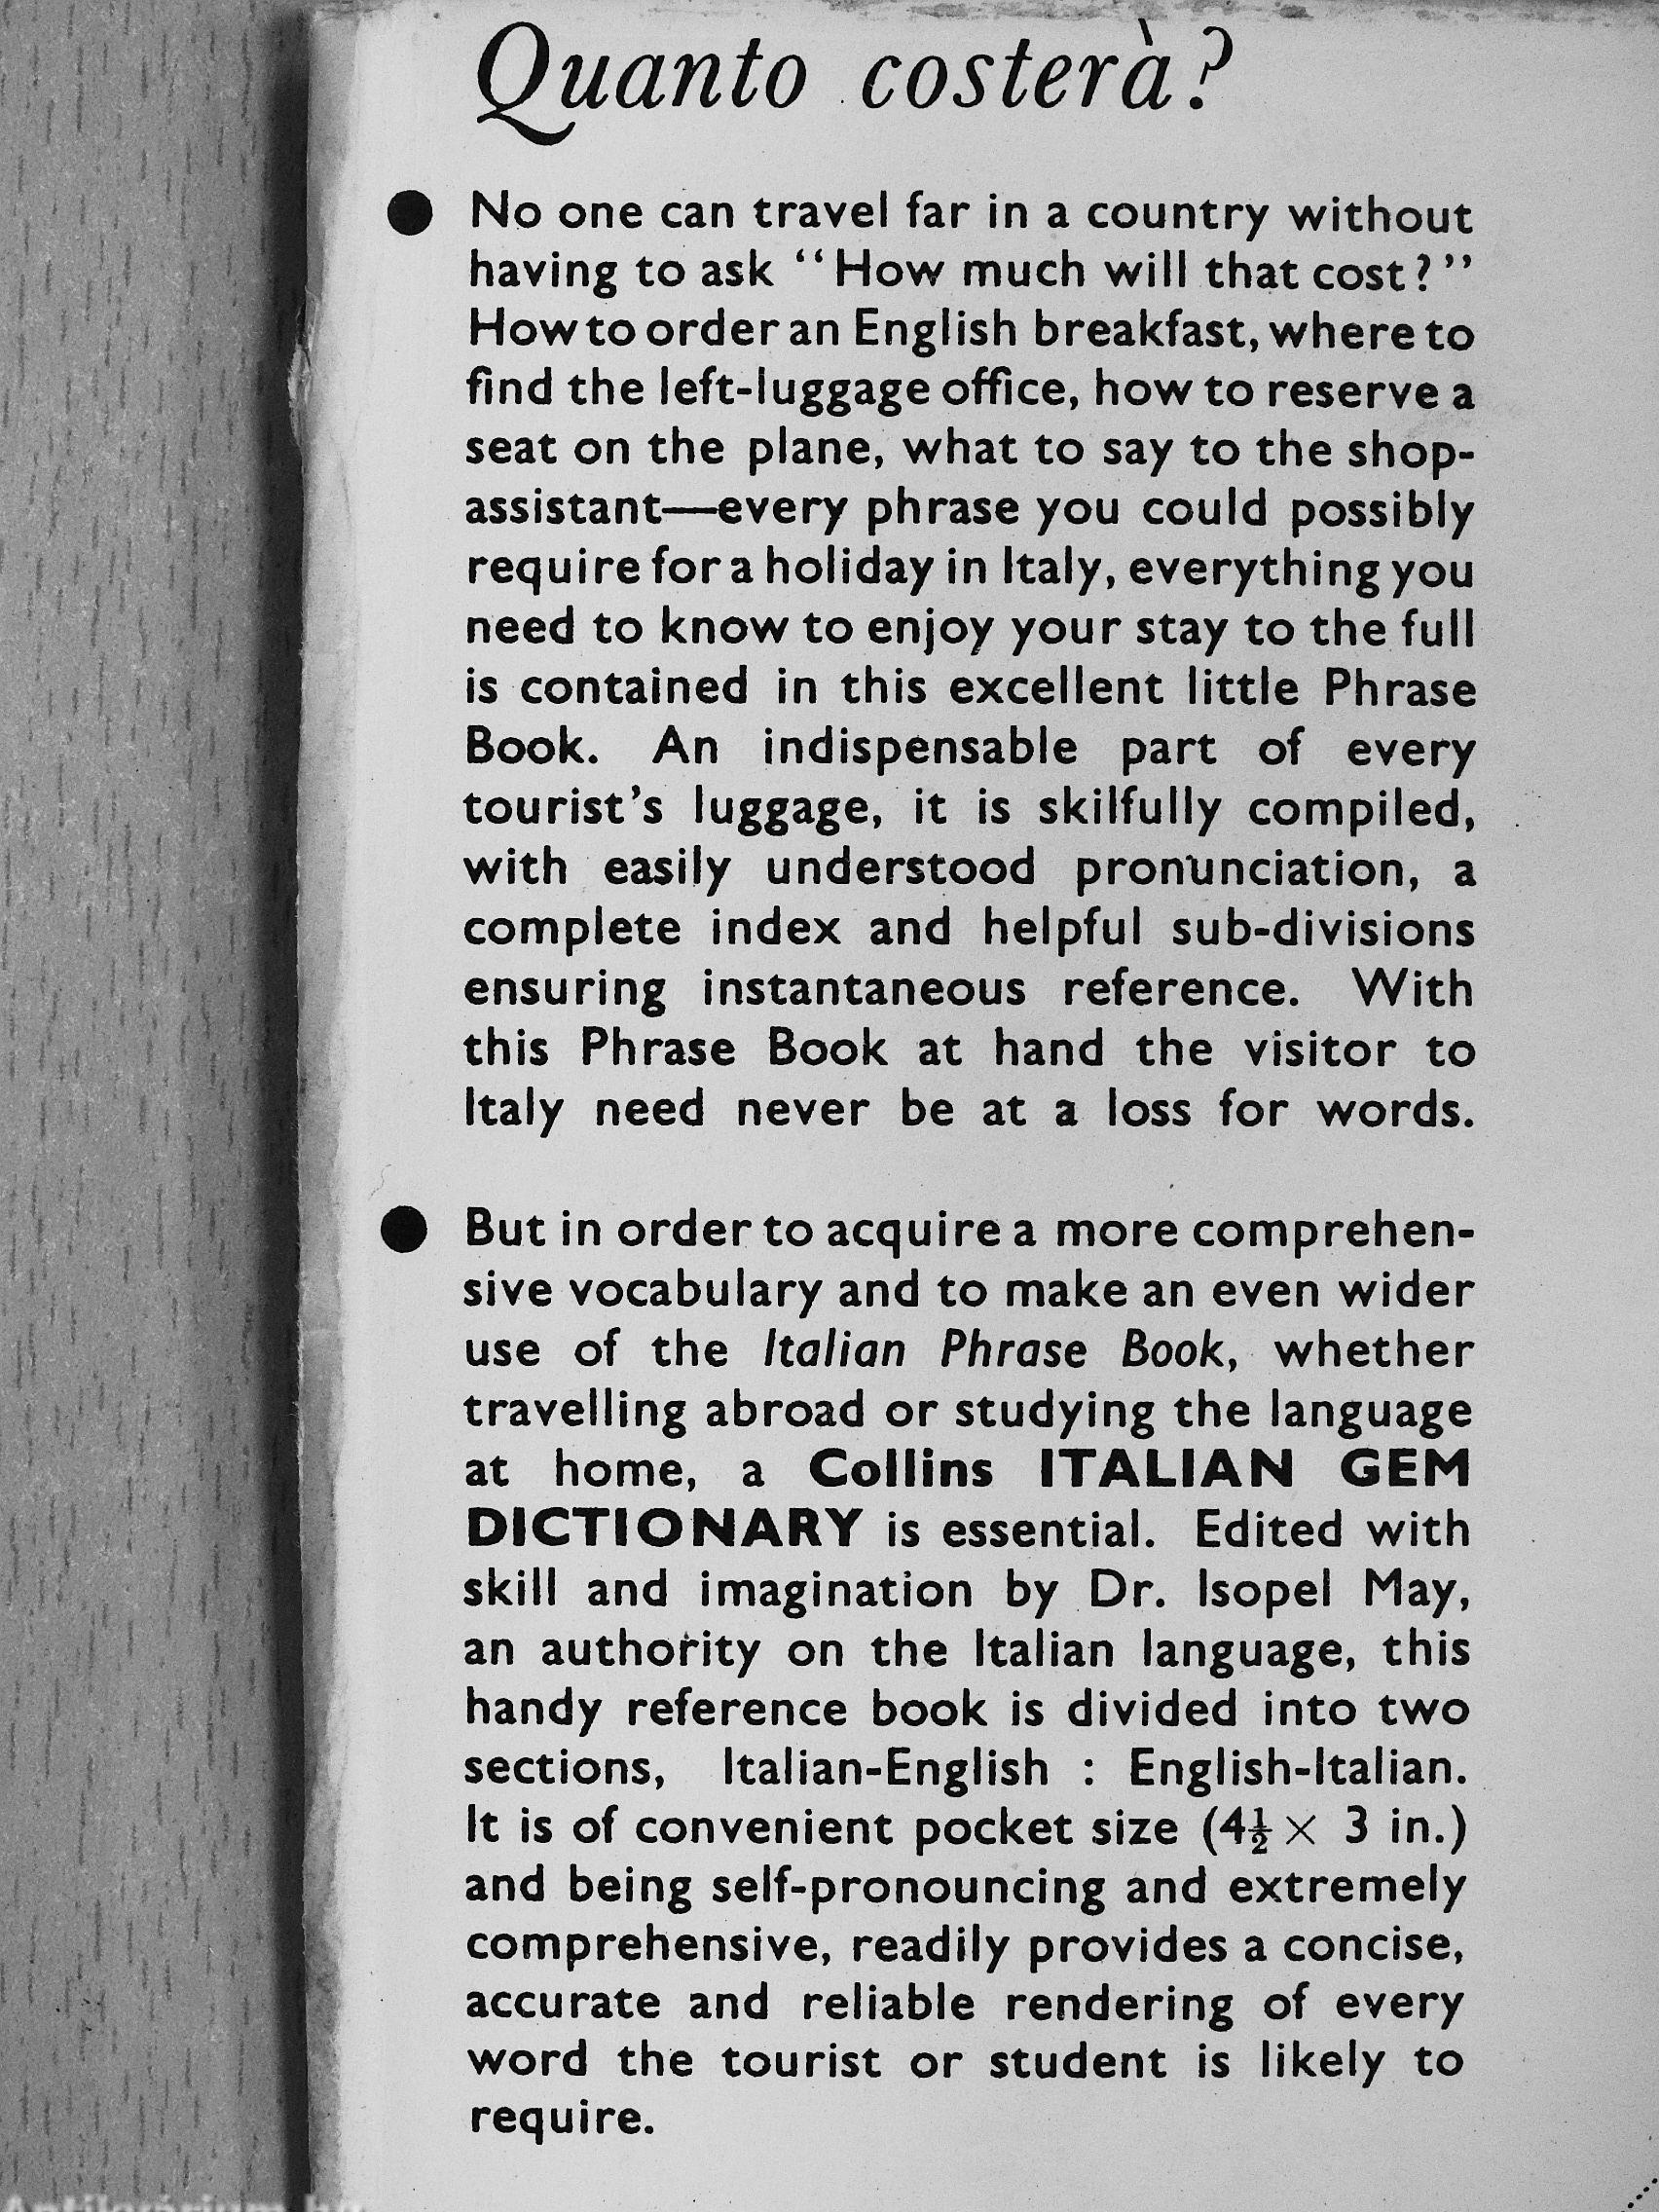 Quanto costerà?
● No one can travel far in a country without
having to ask "How much will that cost?"
How to order an English breakfast, where to
find the left-luggage office, how to reserve a
seat on the plane, what to say to the shop-
assistant—every phrase you could possibly
require for a holiday in Italy, everything you
need to know to enjoy your stay to the full
is contained in this excellent little Phrase
Book. An indispensable part of every
tourist's luggage, it is skilfully compiled,
with easily understood pronunciation, a
complete index and helpful sub-divisions
ensuring instantaneous reference. With
this Phrase Book at hand the visitor to
Italy need never be at a loss for words.
● But in order to acquire a more comprehen-
sive vocabulary and to make an even wider
use of the Italian Phrase Book, whether
travelling abroad or studying the language
at home, a Collins ITALIAN GEM
DICTIONARY is essential. Edited with
skill and imagination by Dr. Isopel May,
an authority on the Italian language, this
handy reference book is divided into two
sections, Italian-English : English-Italian.
It is of convenient pocket size (4½ × 3 in.)
and being self-pronouncing and extremely
comprehensive, readily provides a concise,
accurate and reliable rendering of every
word the tourist or student is likely to
require.